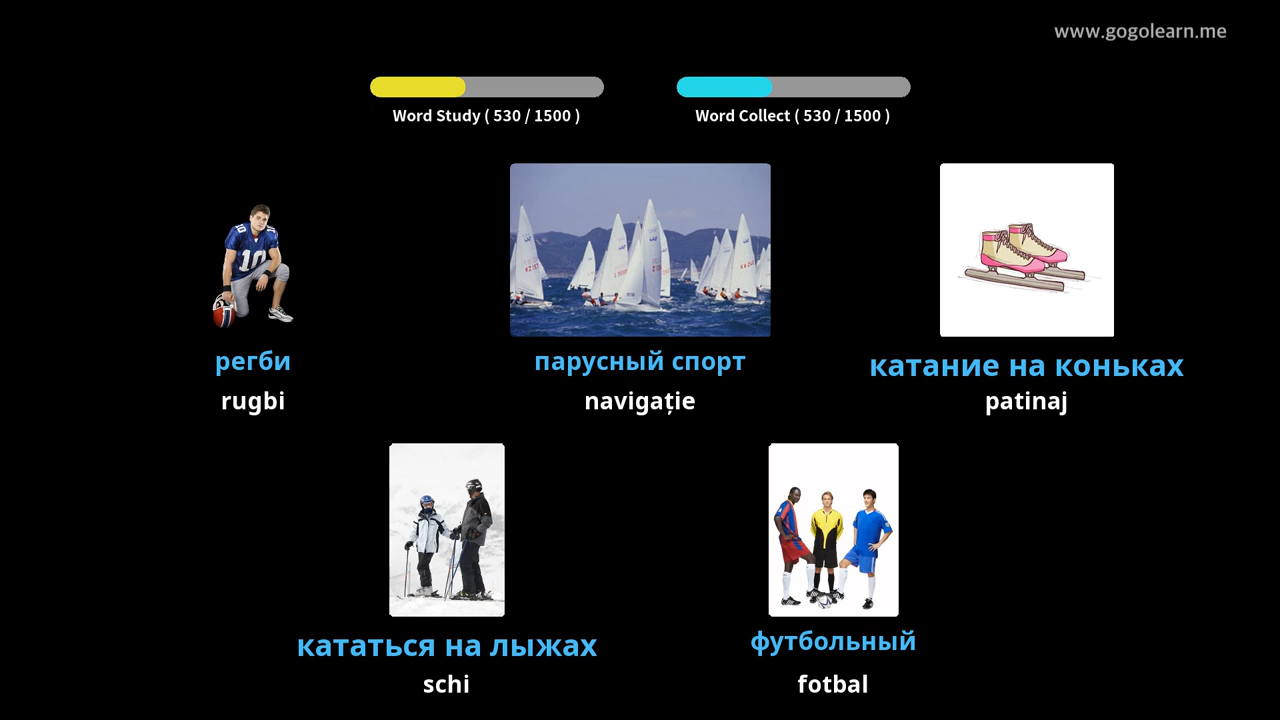 www.gogolearn.me
Word Study ( 530 / 1500 )
Word Collect ( 530 / 1500 )
регби
rugbi
парусный спорт
navigație
катание на коньках
patinaj
кататься на лыжах
schi
футбольный
fotbal